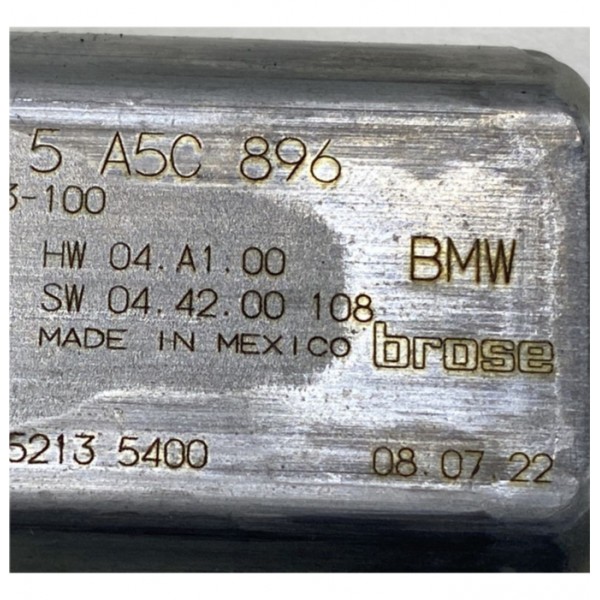 5 A5C 896
3-100
HW 04.A1.00 BMW
SW 04.42.00 108
MADE IN MEXICO brose
5213 5400 08.07.22